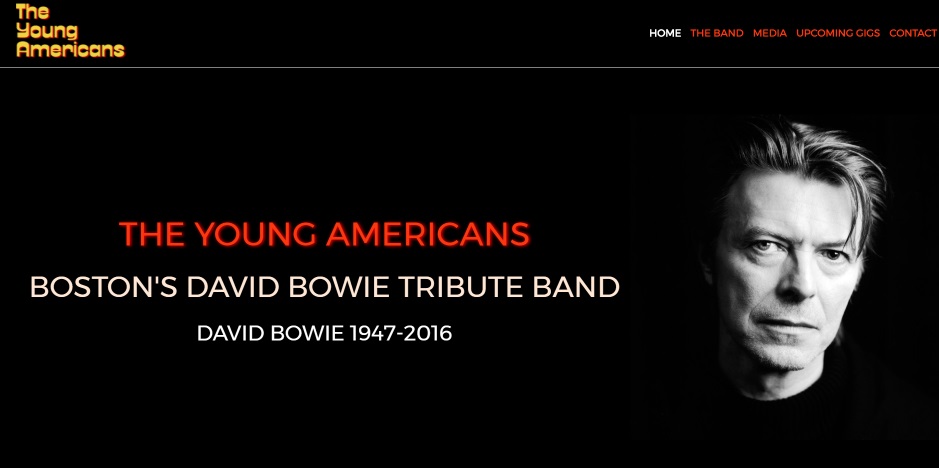 The
Young
Americans
HOME THE BAND MEDIA UPCOMING GIGS CONTACT
THE YOUNG AMERICANS
BOSTON'S DAVID BOWIE TRIBUTE BAND
DAVID BOWIE 1947-2016